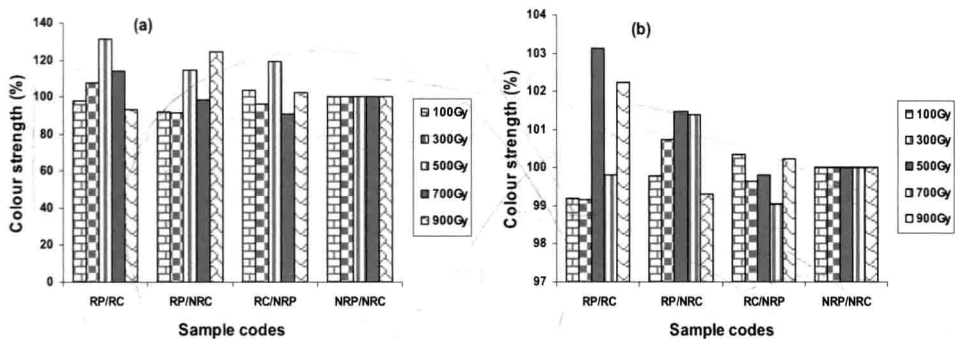 (a)
Colour strength (%)
140
120
100
80
60
40
20
0
RP/RC RP/NRC RC/NRP NRP/NRC
Sample codes
100Gy
300Gy
500Gy
700Gy
900Gy
(b)
Colour strength (%)
104
103
102
101
100
99
98
97
RP/RC RP/NRC RC/NRP NRP/NRC
Sample codes
100Gy
300Gy
500Gy
700Gy
900Gy